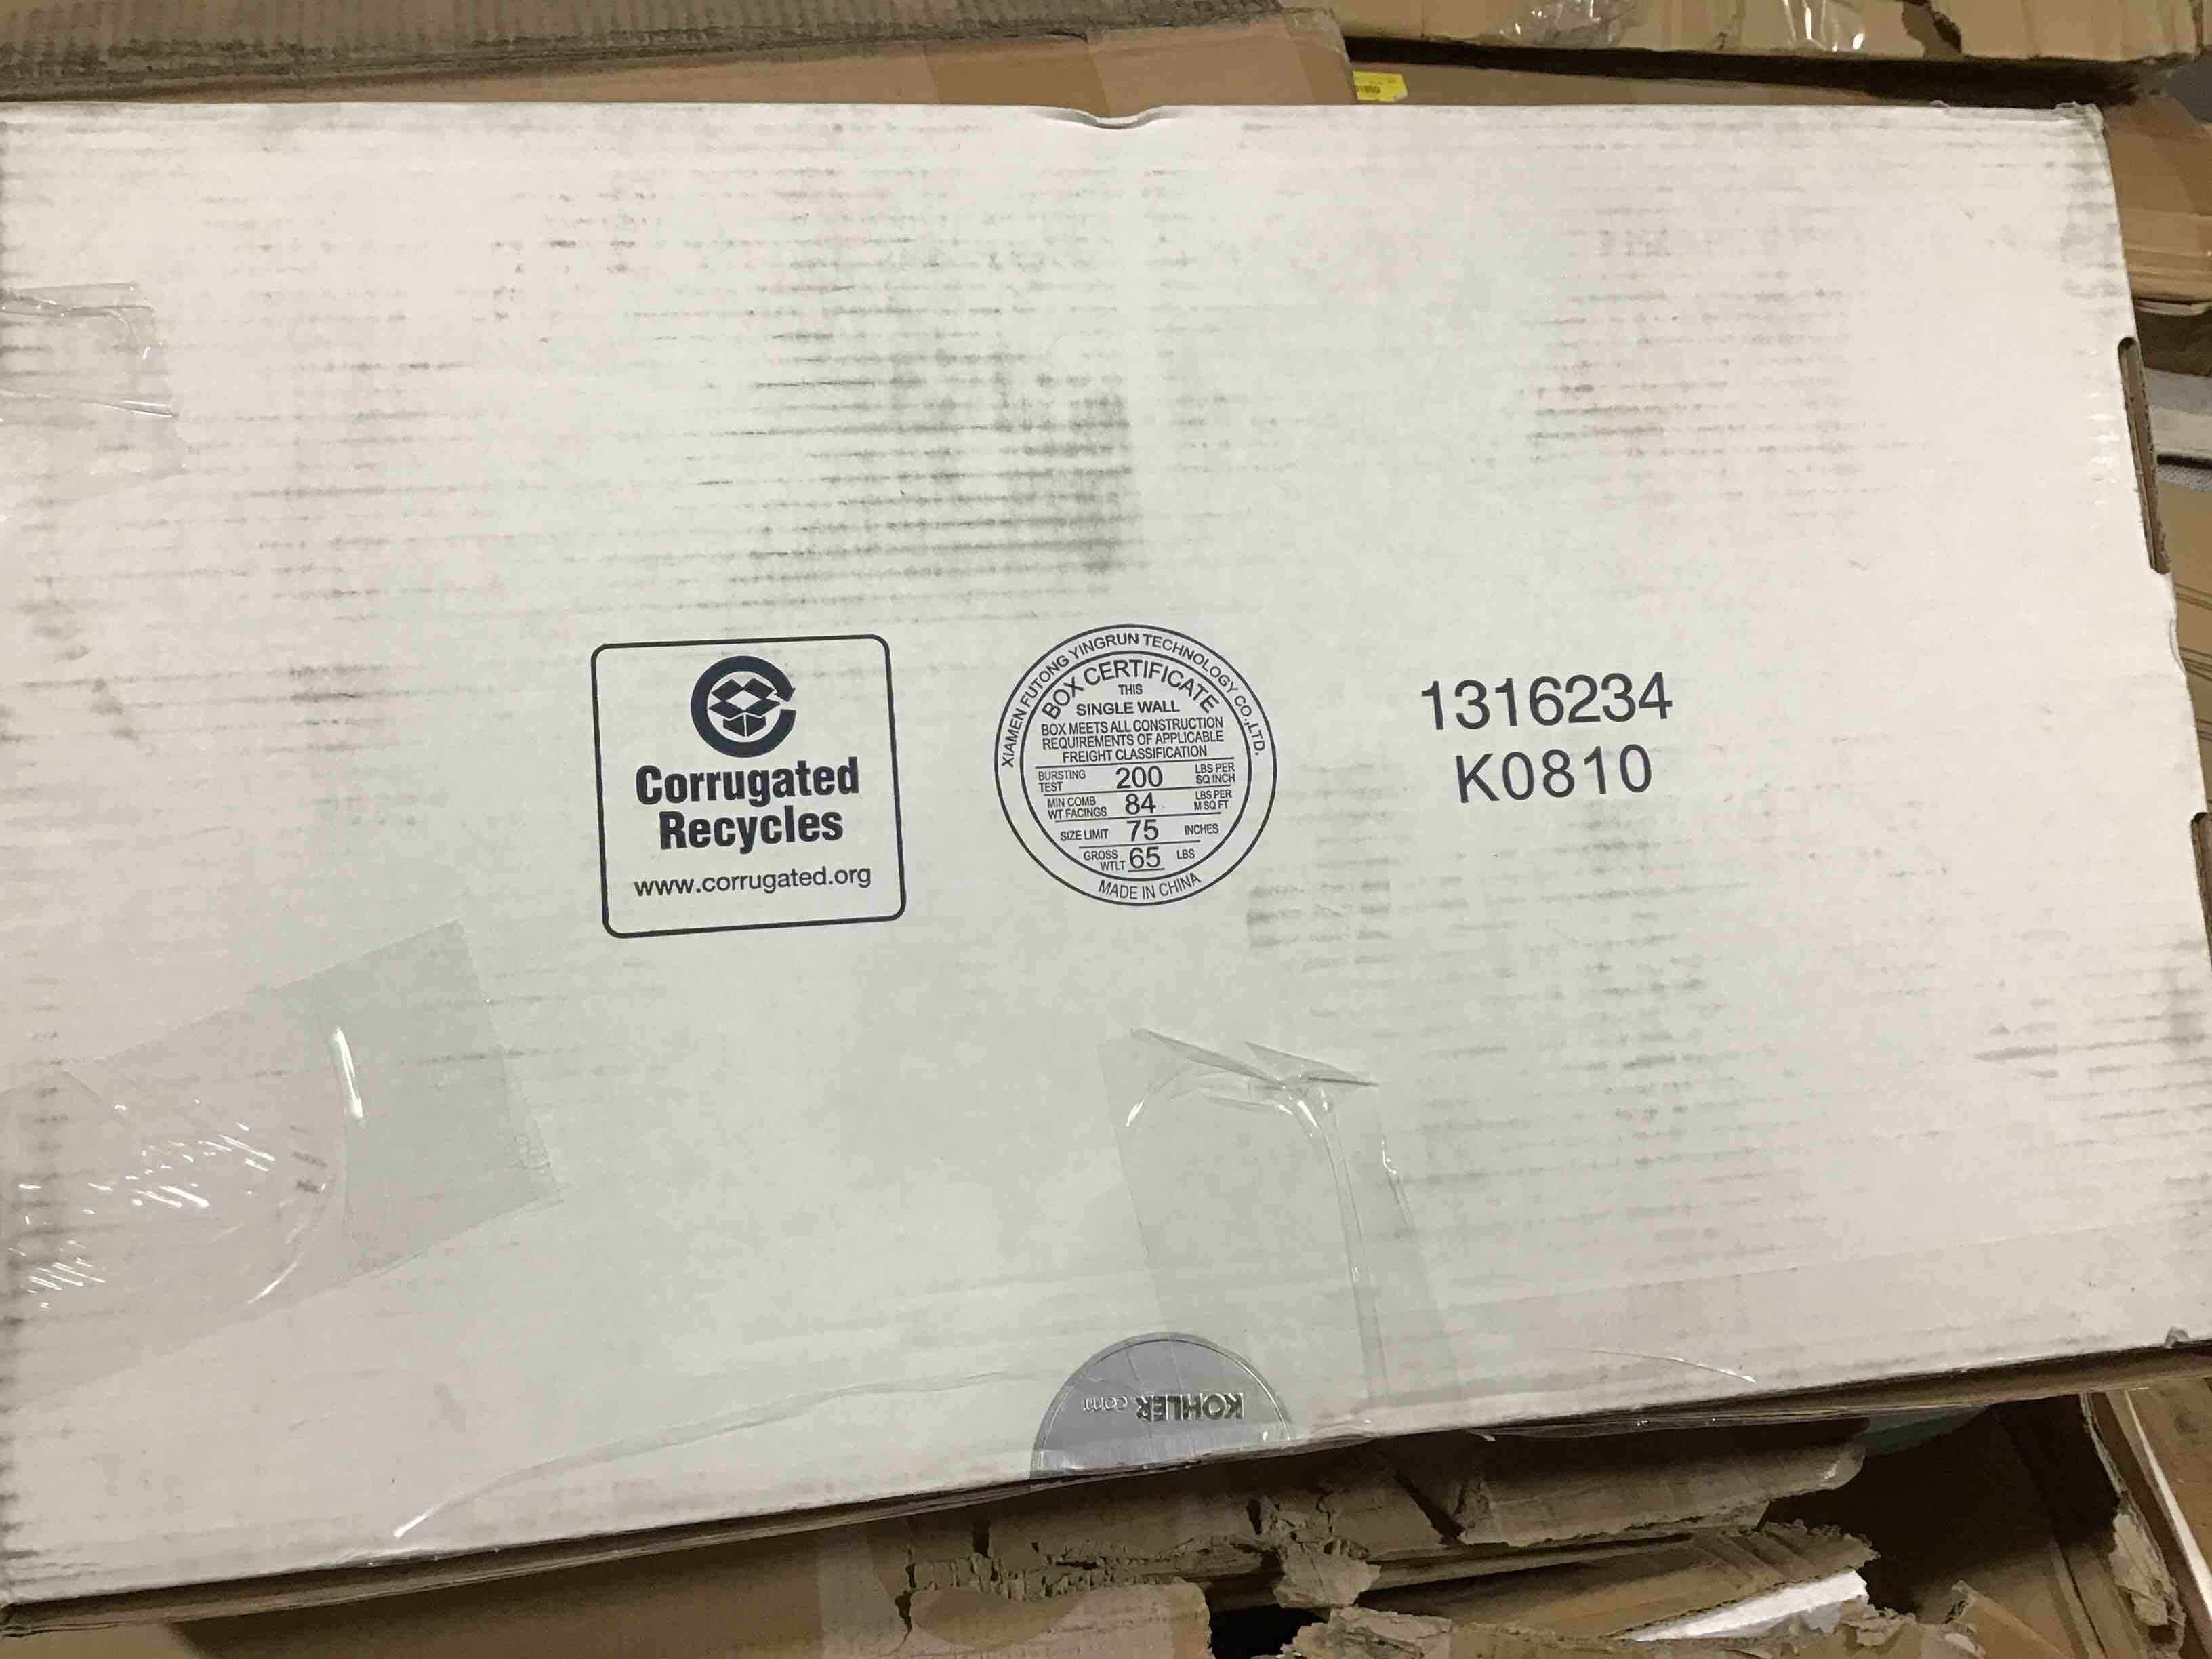 Corrugated
Recycles
www.corrugated.org
XIAMEN FUTONG YINGRUN TECHNOLOGY CO.,LTD.
BOX CERTIFICATE
THIS
SINGLE WALL
BOX MEETS ALL CONSTRUCTION
REQUIREMENTS OF APPLICABLE
FREIGHT CLASSIFICATION
BURSTING TEST 200 LBS PER SQ INCH
MIN COMB WT FACINGS 84 LBS PER M SQ FT
SIZE LIMIT 75 INCHES
GROSS WTLT 65 LBS
MADE IN CHINA
1316234
K0810
KOHLER.com